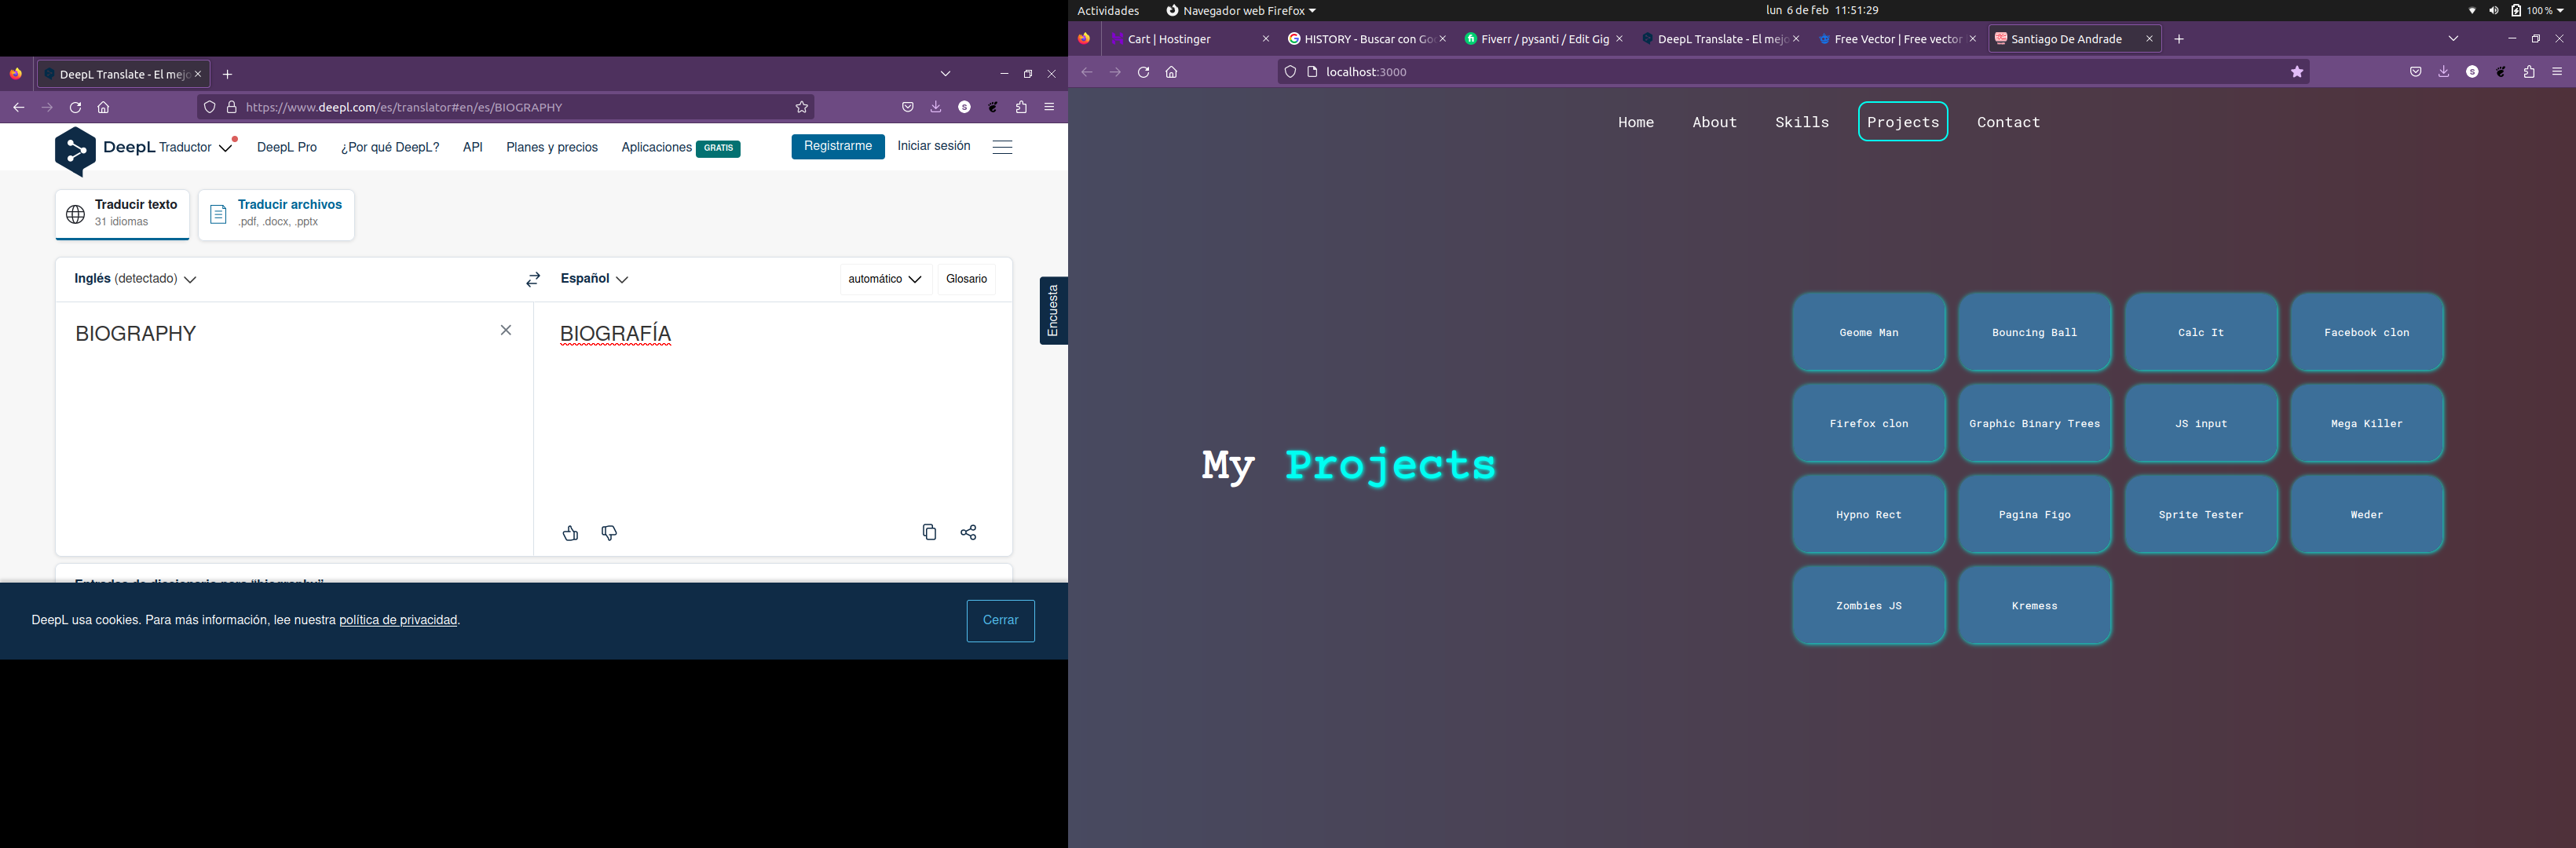 Actividades
Navegador web Firefox
lun 6 de feb 11:51:29
100 %
DeepL Translate - El mejo
https://www.deepl.com/es/translator#en/es/BIOGRAPHY
DeepL Traductor
DeepL Pro
¿Por qué DeepL?
API
Planes y precios
Aplicaciones GRATIS
Registrarme
Iniciar sesión
Traducir texto
31 idiomas
Traducir archivos
.pdf, .docx, .pptx
Inglés (detectado)
Español
automático
Glosario
BIOGRAPHY
BIOGRAFÍA
Encuesta
Entradas de diccionario para "biography"
DeepL usa cookies. Para más información, lee nuestra política de privacidad.
Cerrar
Cart | Hostinger
HISTORY - Buscar con Go
Fiverr / pysanti / Edit Gig
DeepL Translate - El mejo
Free Vector | Free vector
Santiago De Andrade
localhost:3000
Home
About
Skills
Projects
Contact
My Projects
Geome Man
Bouncing Ball
Calc It
Facebook clon
Firefox clon
Graphic Binary Trees
JS input
Mega Killer
Hypno Rect
Pagina Figo
Sprite Tester
Weder
Zombies JS
Kremess